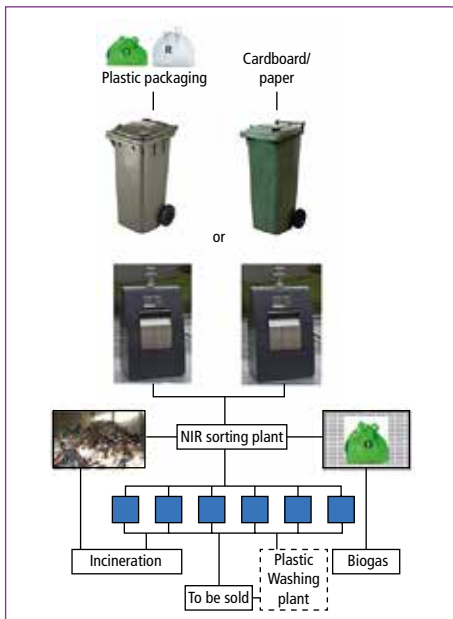 O
R
Plastic packaging
Cardboard/
paper
or
NIR sorting plant
O
Incineration
Plastic
Washing
plant
Biogas
To be sold